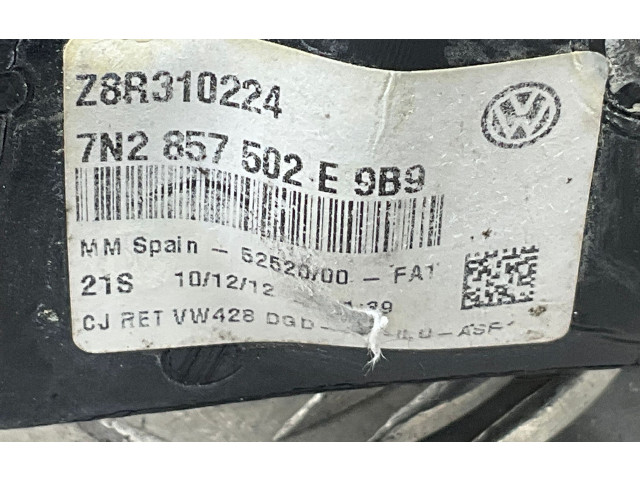 Z8R310224
7N2 857 502 E 9B9
MM Spain - 52520/00 - FA1
21S 10/12/12
CJ RET VW428 DGD-